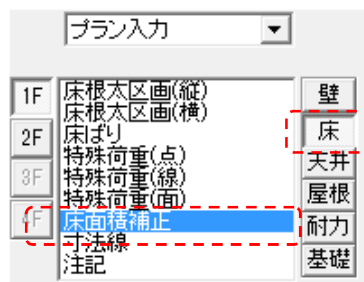 プラン入力
1F
2F
3F
4F
床根太区画(縦)
床根太区画(横)
床ばり
特殊荷重(点)
特殊荷重(線)
特殊荷重(面)
床面積補正
寸法線
注記
壁
床
天井
屋根
耐力
基礎